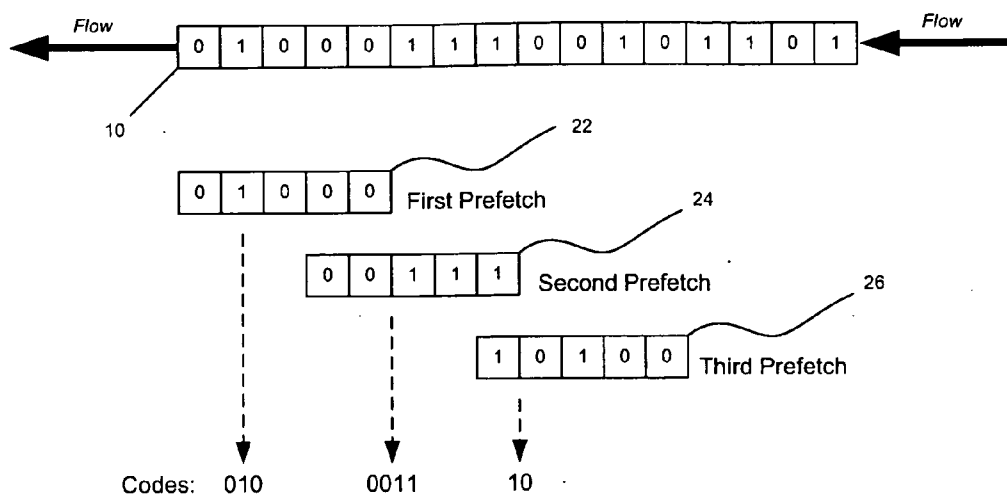 Flow
0 1 0 0 0 1 1 1 0 0 1 0 1 1 0 1
Flow
10
22
0 1 0 0 0
First Prefetch
24
0 0 1 1 1
Second Prefetch
26
1 0 1 0 0
Third Prefetch
Codes: 010 0011 10